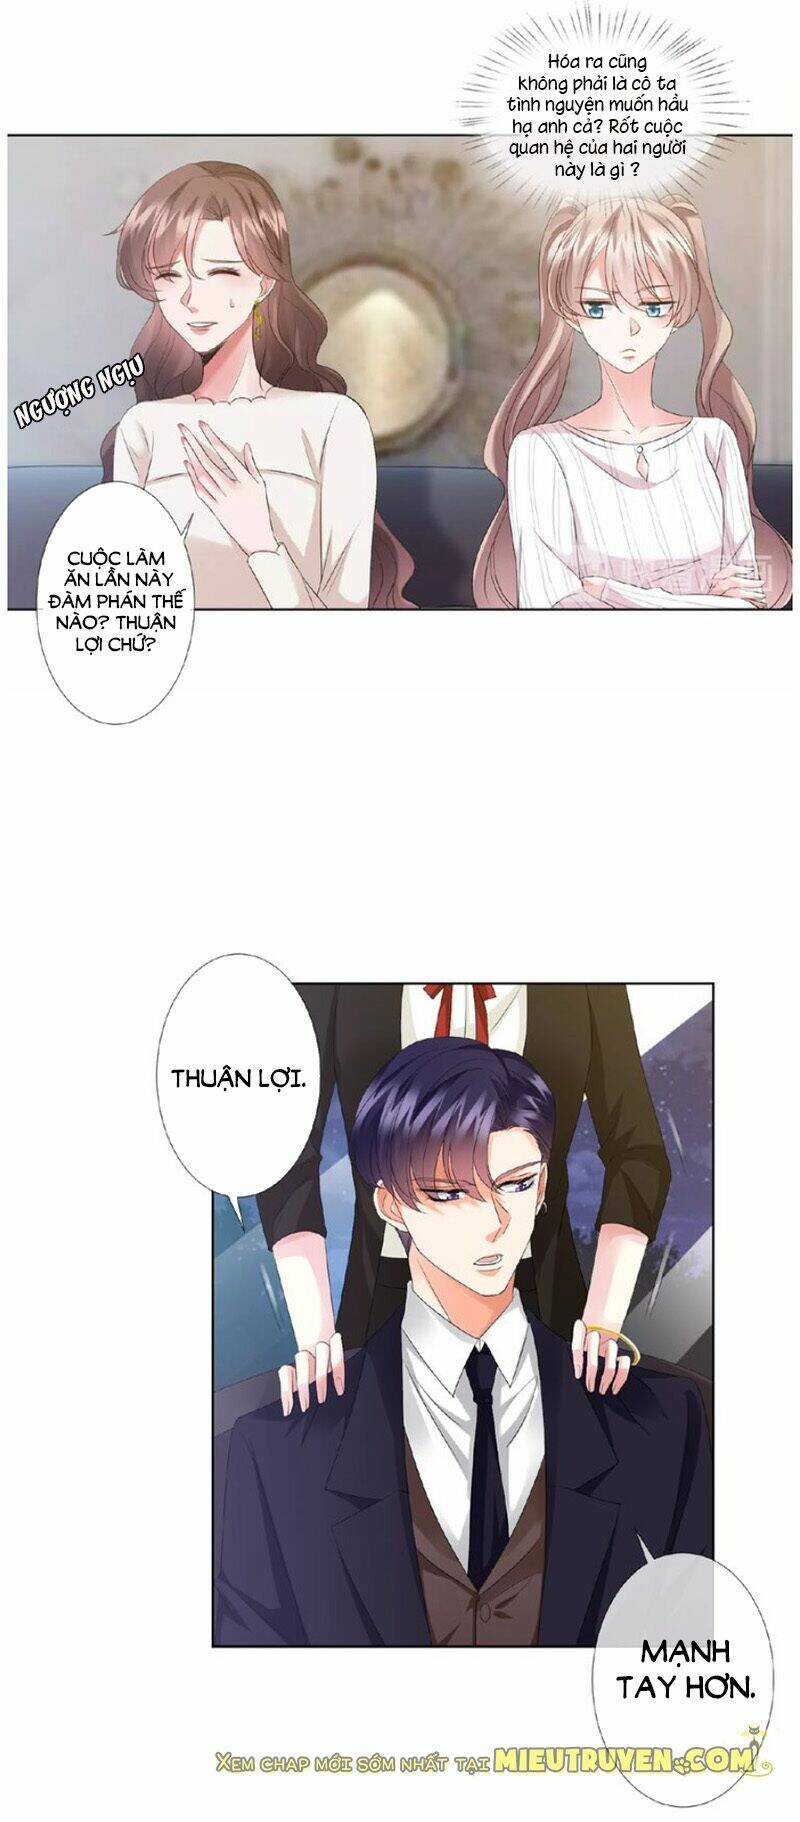 Hóa ra cũng
không phải là cô ta
tình nguyện muốn hầu
hạ anh cả? Rốt cuộc
quan hệ của hai người
này là gì ?
NGƯỢNG NGỊU
CUỘC LÀM
ĂN LẦN NÀY
ĐÀM PHÁN THẾ
NÀO? THUẬN
LỢI CHỨ?
THUẬN LỢI.
MẠNH
TAY HƠN.
XEM CHAP MỚI SỚM NHẤT TẠI MIEUTRUYEN.COM